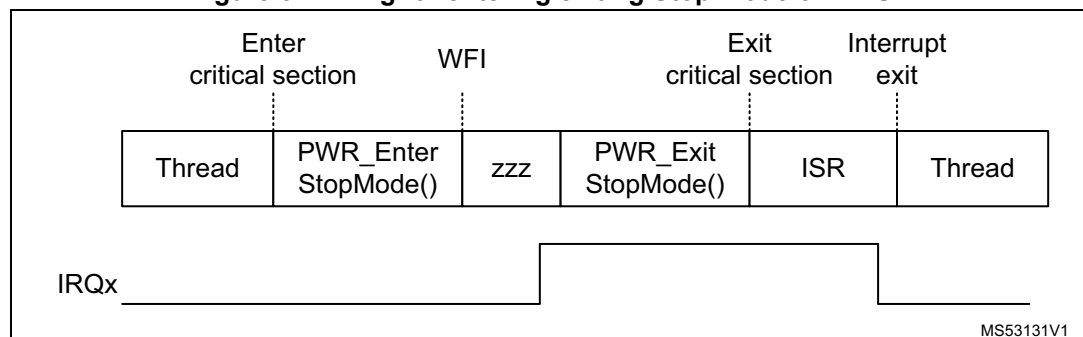 Enter
critical section
WFI
Exit
critical section
Interrupt
exit
Thread
PWR_Enter
StopMode()
zzz
PWR_Exit
StopMode()
ISR
Thread
IRQx
MS53131V1